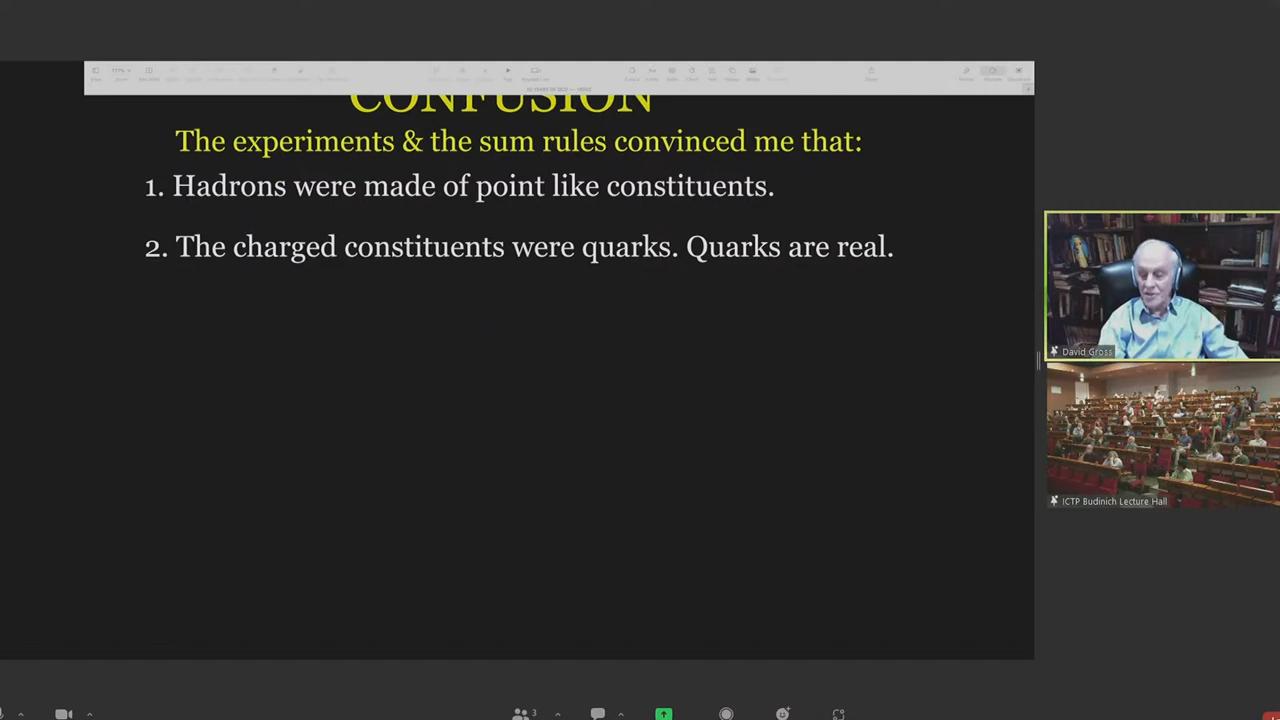 CONFUSION
The experiments & the sum rules convinced me that:
1. Hadrons were made of point like constituents.
2. The charged constituents were quarks. Quarks are real.
David Gross
ICTP Budinich Lecture Hall
3